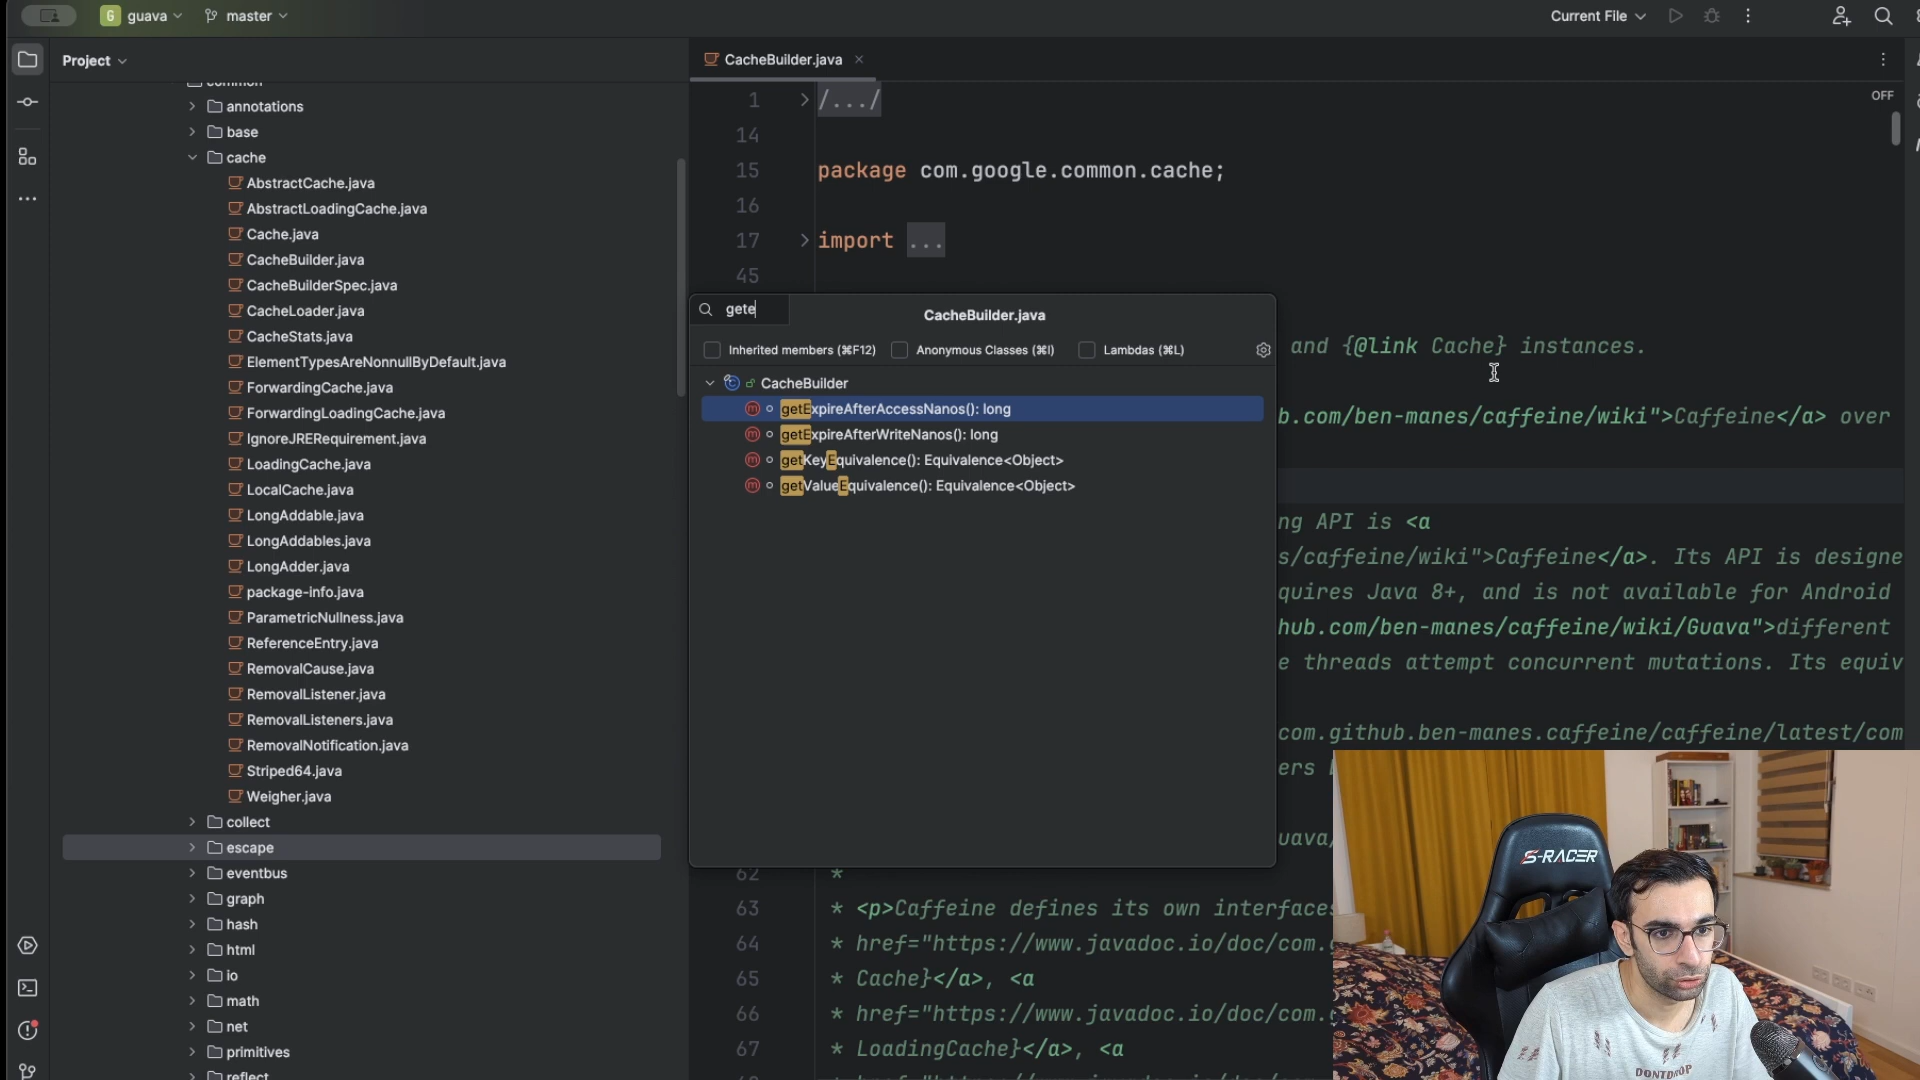 guava
master
Current File
Project
CacheBuilder.java
common
annotations
base
cache
AbstractCache.java
AbstractLoadingCache.java
Cache.java
CacheBuilder.java
CacheBuilderSpec.java
CacheLoader.java
CacheStats.java
ElementTypesAreNonnullByDefault.java
ForwardingCache.java
ForwardingLoadingCache.java
IgnoreJRERequirement.java
LoadingCache.java
LocalCache.java
LongAddable.java
LongAddables.java
LongAdder.java
package-info.java
ParametricNullness.java
ReferenceEntry.java
RemovalCause.java
RemovalListener.java
RemovalListeners.java
RemovalNotification.java
Striped64.java
Weigher.java
collect
escape
eventbus
graph
hash
html
io
math
net
primitives
reflect
OFF
1 /.../
14
15 package com.google.common.cache;
16
17 import ...
45
gete
CacheBuilder.java
Inherited members (⌘F12) Anonymous Classes (⌘I) Lambdas (⌘L)
CacheBuilder
getExpireAfterAccessNanos(): long
getExpireAfterWriteNanos(): long
getKeyEquivalence(): Equivalence<Object>
getValueEquivalence(): Equivalence<Object>
and {@link Cache} instances.
b.com/ben-manes/caffeine/wiki">Caffeine</a> over
ng API is <a
s/caffeine/wiki">Caffeine</a>. Its API is designe
quires Java 8+, and is not available for Android
hub.com/ben-manes/caffeine/wiki/Guava">different
e threads attempt concurrent mutations. Its equiv
com.github.ben-manes.caffeine/caffeine/latest/com
ers
uava/
62 *
63 * <p>Caffeine defines its own interfaces
64 * href="https://www.javadoc.io/doc/com.
65 * Cache}</a>, <a
66 * href="https://www.javadoc.io/doc/com.
67 * LoadingCache}</a>, <a
S-RACER
DON'T DROP